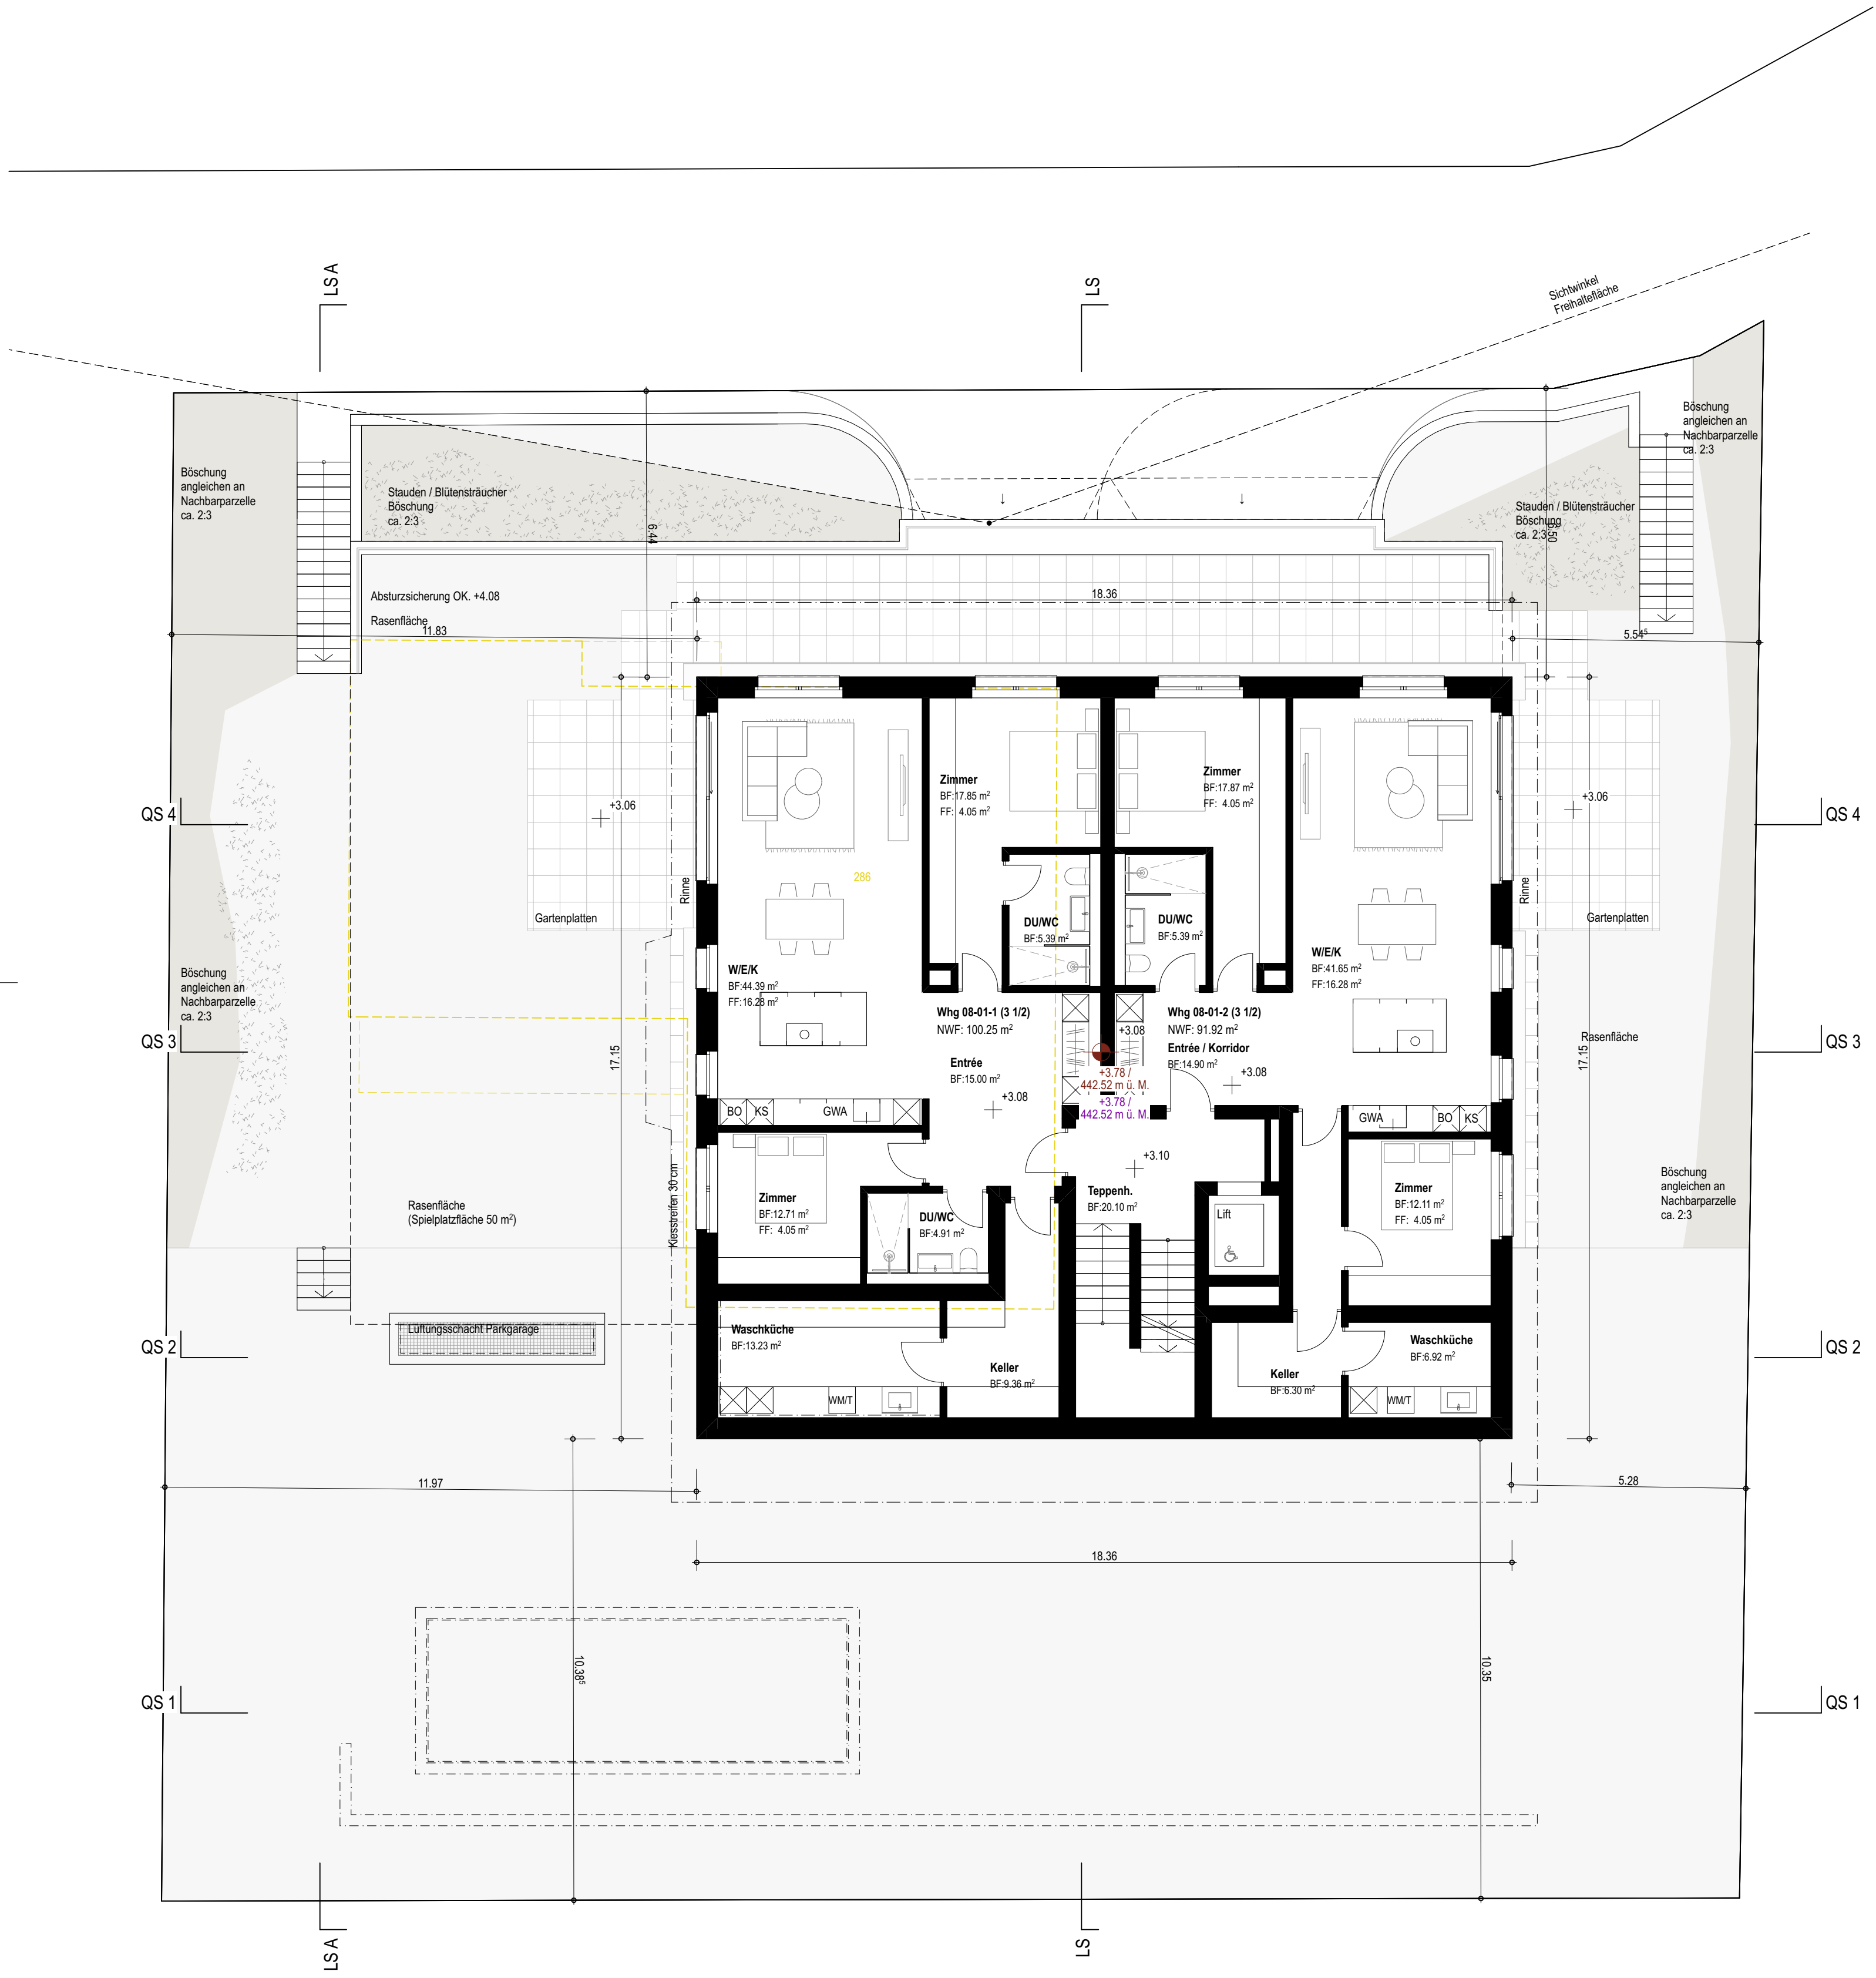 LS A
LS
Sichtwinkel
Freihaltefläche
Böschung
angleichen an
Nachbarparzelle
ca. 2:3
Böschung
angleichen an
Nachbarparzelle
ca. 2:3
Stauden / Blütensträucher
Böschung
ca. 2:3
Stauden / Blütensträucher
Böschung
ca. 2:3
6.44
6.50
Absturzsicherung OK. +4.08
Rasenfläche
18.36
11.83
5.54⁵
QS 4
QS 4
+3.06
+3.06
Zimmer
BF:17.85 m²
FF: 4.05 m²
Zimmer
BF:17.87 m²
FF: 4.05 m²
286
Rinne
Rinne
Gartenplatten
Gartenplatten
DU/WC
BF:5.39 m²
DU/WC
BF:5.39 m²
W/E/K
BF:44.39 m²
FF:16.28 m²
W/E/K
BF:41.65 m²
FF:16.28 m²
Böschung
angleichen an
Nachbarparzelle
ca. 2:3
Whg 08-01-1 (3 1/2)
NWF: 100.25 m²
Whg 08-01-2 (3 1/2)
NWF: 91.92 m²
+3.08
Entrée / Korridor
BF:14.90 m²
Entrée
BF:15.00 m²
QS 3
QS 3
Rasenfläche
17.15
17.15
+3.78 /
442.52 m ü. M.
+3.78 /
442.52 m ü. M.
+3.08
+3.08
BO
KS
GWA
GWA
BO
KS
+3.10
Teppenh.
BF:20.10 m²
Zimmer
BF:12.71 m²
FF: 4.05 m²
Zimmer
BF:12.11 m²
FF: 4.05 m²
Böschung
angleichen an
Nachbarparzelle
ca. 2:3
Rasenfläche
(Spielplatzfläche 50 m²)
Kiesstreifen 30 cm
DU/WC
BF:4.91 m²
Lift
Lüftungsschacht Parkgarage
QS 2
QS 2
Waschküche
BF:13.23 m²
Waschküche
BF:6.92 m²
Keller
BF:9.36 m²
Keller
BF:6.30 m²
WM/T
WM/T
11.97
5.28
18.36
10.38⁵
10.35
QS 1
QS 1
LS A
LS